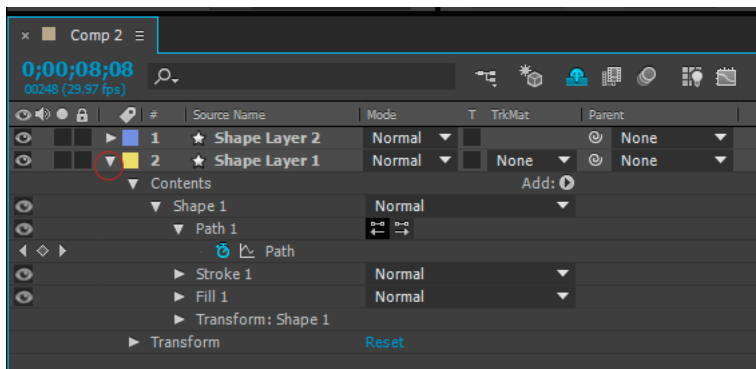 Comp 2
0;00;08;08
00248 (29.97 fps)
# Source Name Mode T TrkMat Parent
1 Shape Layer 2 Normal None
2 Shape Layer 1 Normal None None
Contents Add:
Shape 1 Normal
Path 1
Path
Stroke 1 Normal
Fill 1 Normal
Transform: Shape 1
Transform Reset